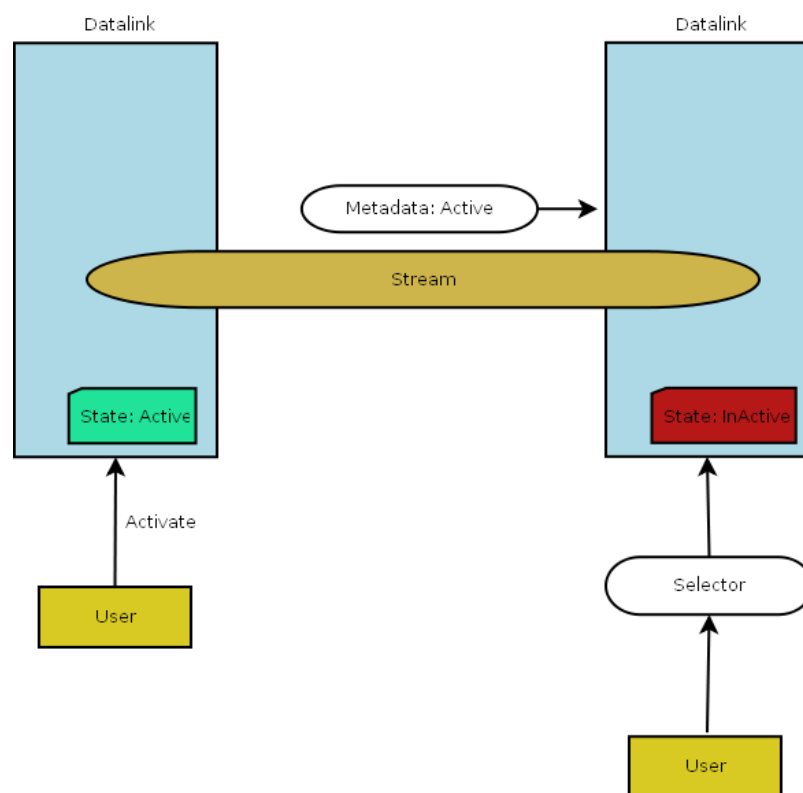 Datalink
Datalink
Metadata: Active
Stream
State: Active
State: InActive
Activate
Selector
User
User